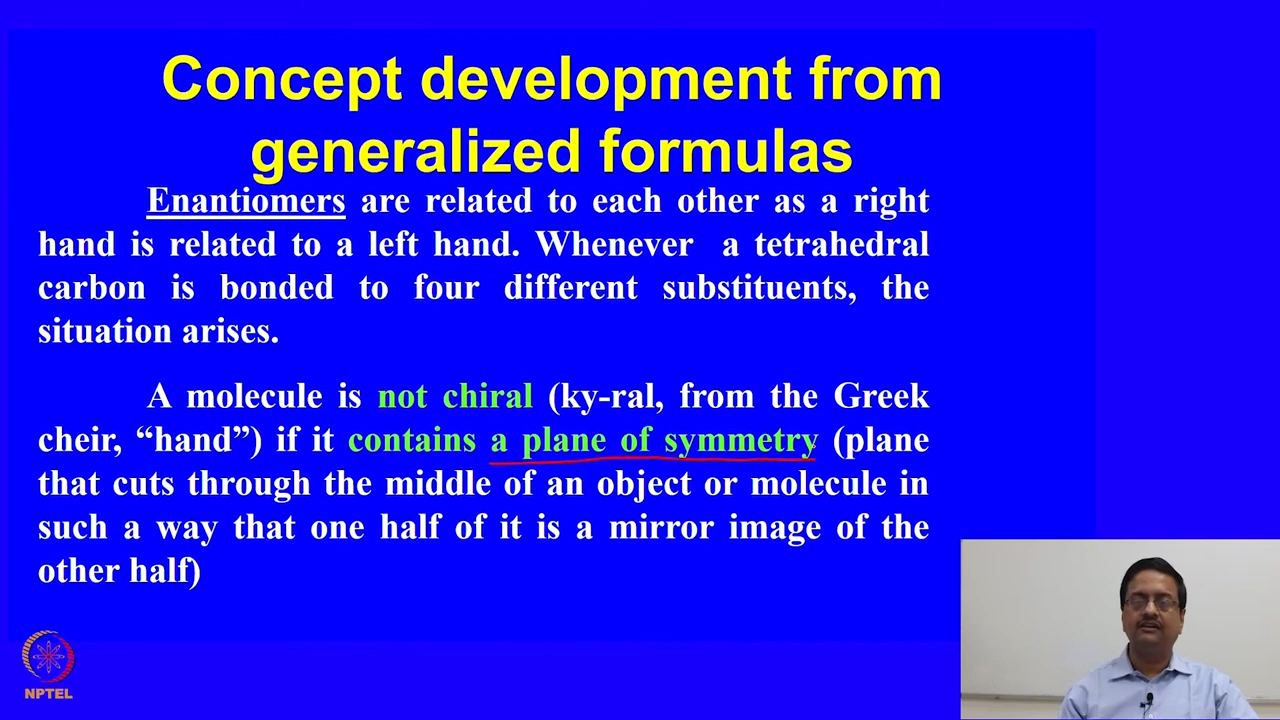 Concept development from
generalized formulas
Enantiomers are related to each other as a right
hand is related to a left hand. Whenever a tetrahedral
carbon is bonded to four different substituents, the
situation arises.
A molecule is not chiral (ky-ral, from the Greek
cheir, “hand”) if it contains a plane of symmetry (plane
that cuts through the middle of an object or molecule in
such a way that one half of it is a mirror image of the
other half)
NPTEL